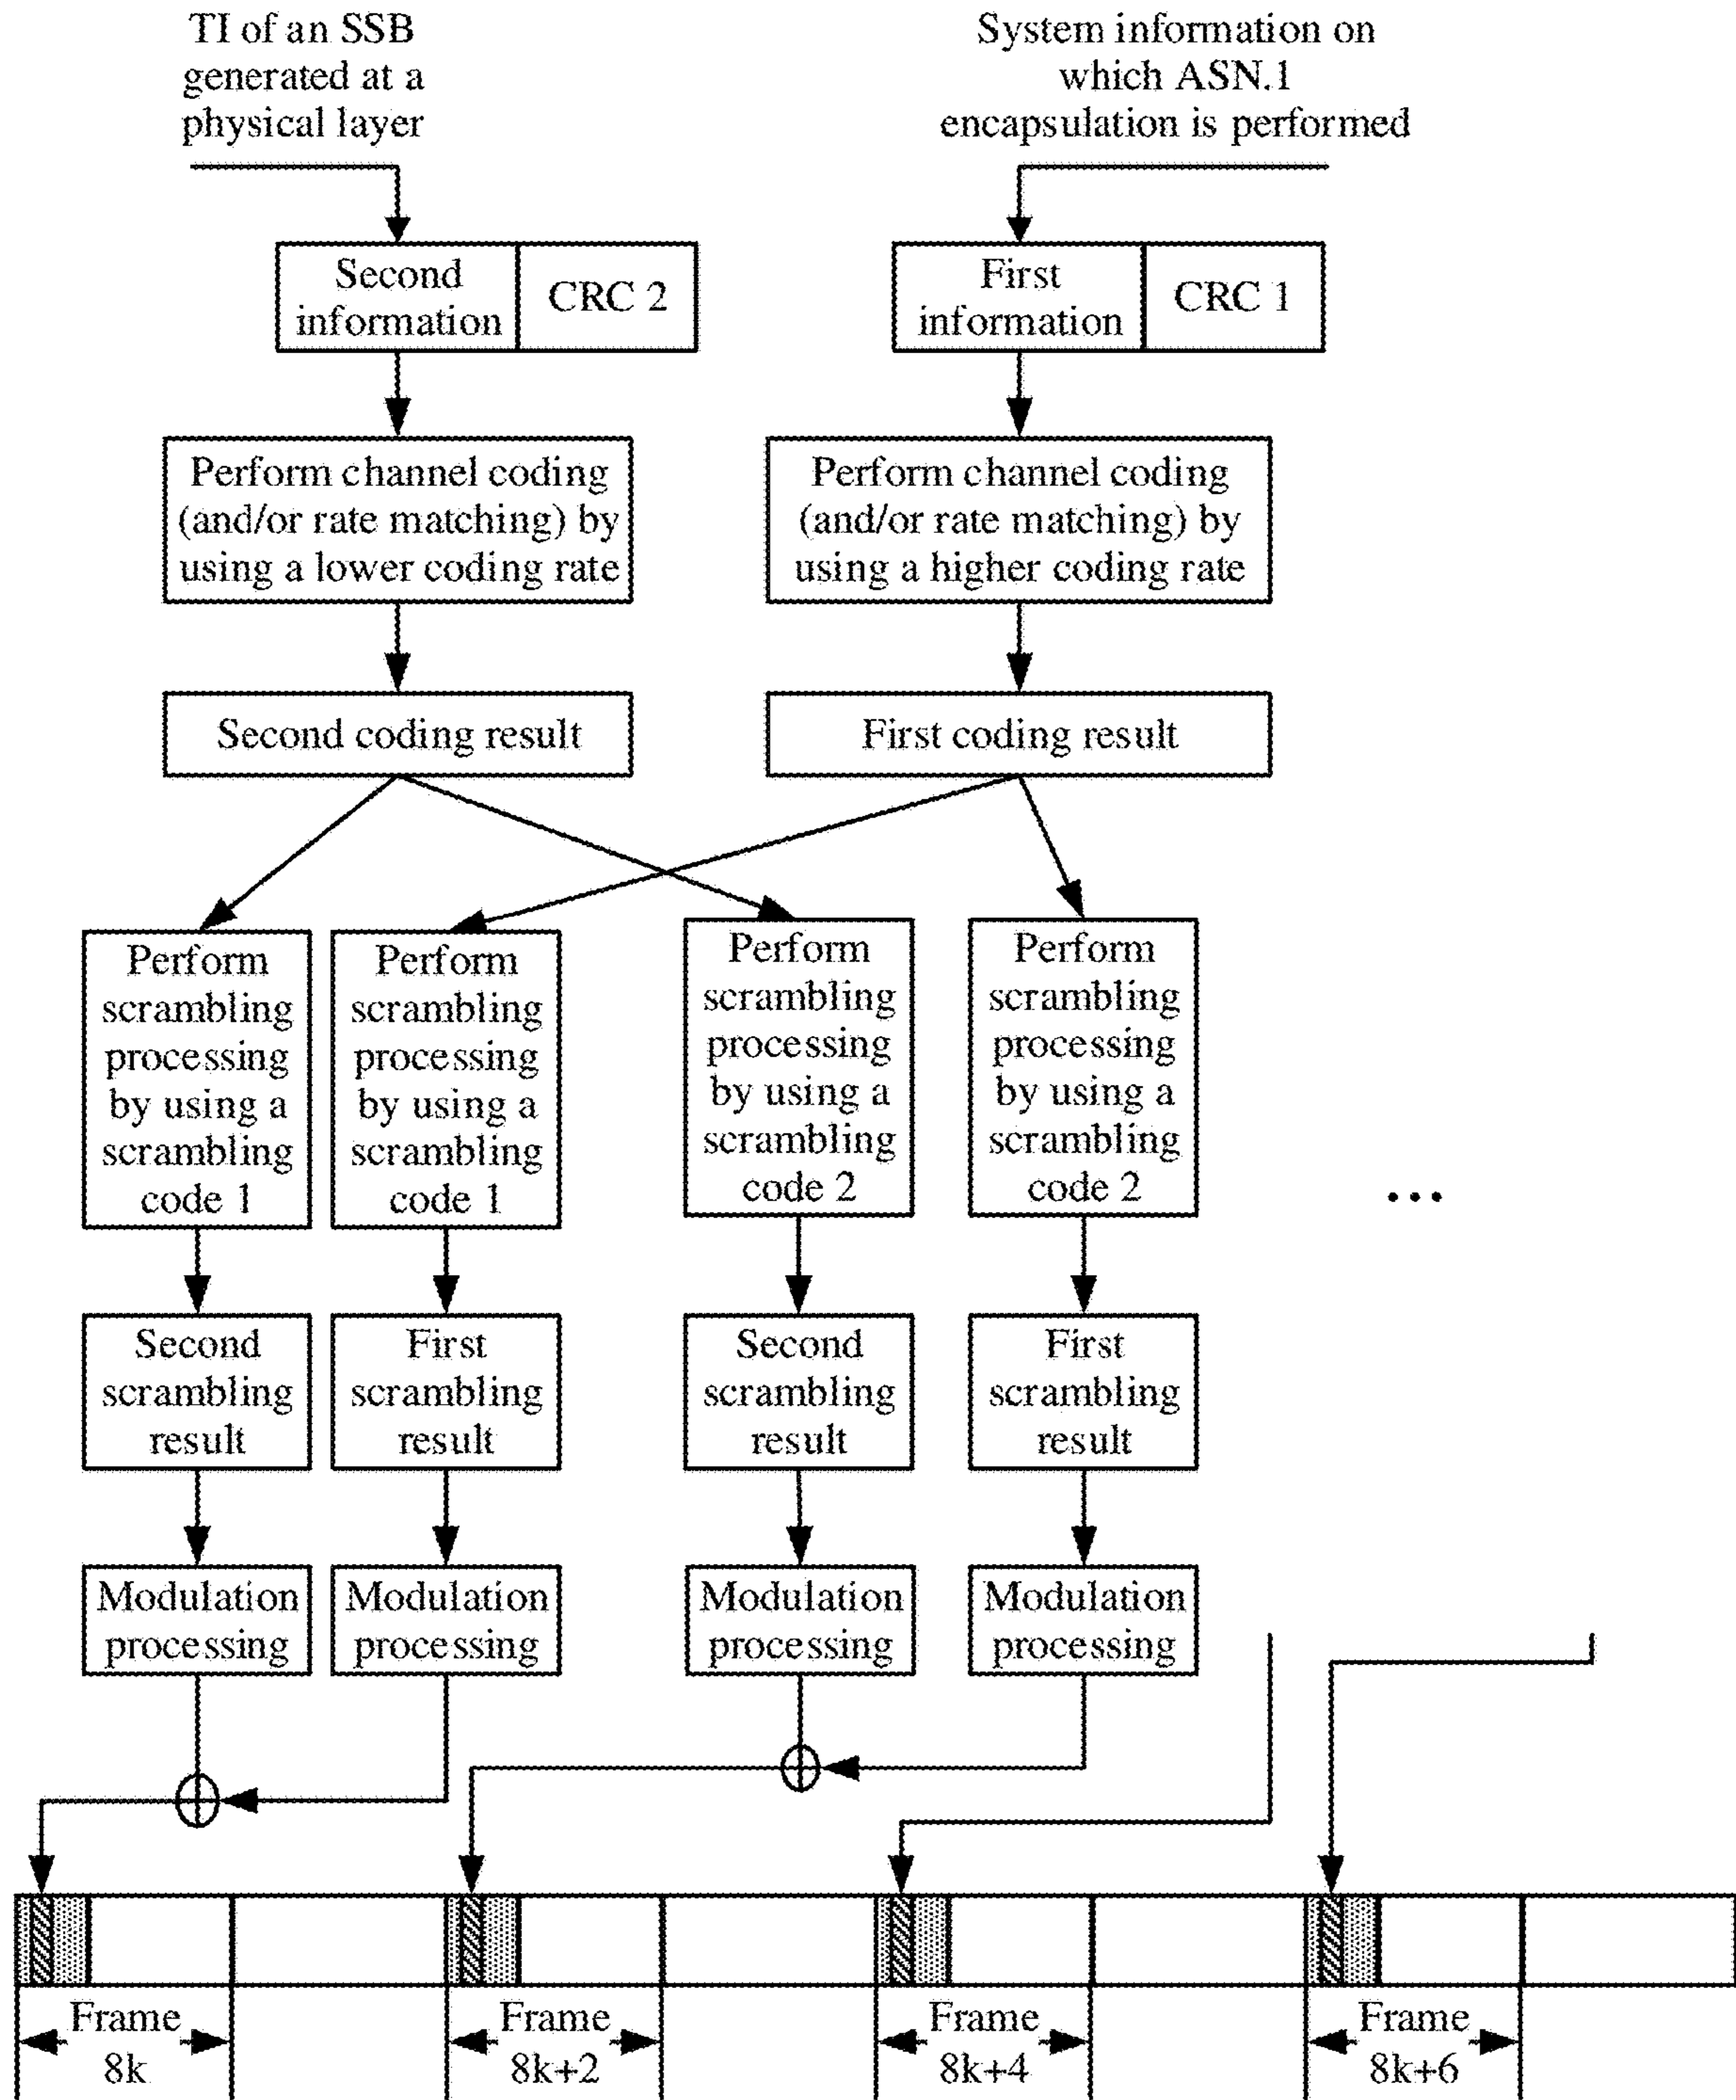 TI of an SSB
generated at a
physical layer
System information on
which ASN.1
encapsulation is performed
Second
information
CRC 2
First
information
CRC 1
Perform channel coding
(and/or rate matching) by
using a lower coding rate
Perform channel coding
(and/or rate matching) by
using a higher coding rate
Second coding result
First coding result
Perform
scrambling
processing
by using a
scrambling
code 1
Perform
scrambling
processing
by using a
scrambling
code 1
Perform
scrambling
processing
by using a
scrambling
code 2
Perform
scrambling
processing
by using a
scrambling
code 2
...
Second
scrambling
result
First
scrambling
result
Second
scrambling
result
First
scrambling
result
Modulation
processing
Modulation
processing
Modulation
processing
Modulation
processing
Frame
8k
Frame
8k+2
Frame
8k+4
Frame
8k+6